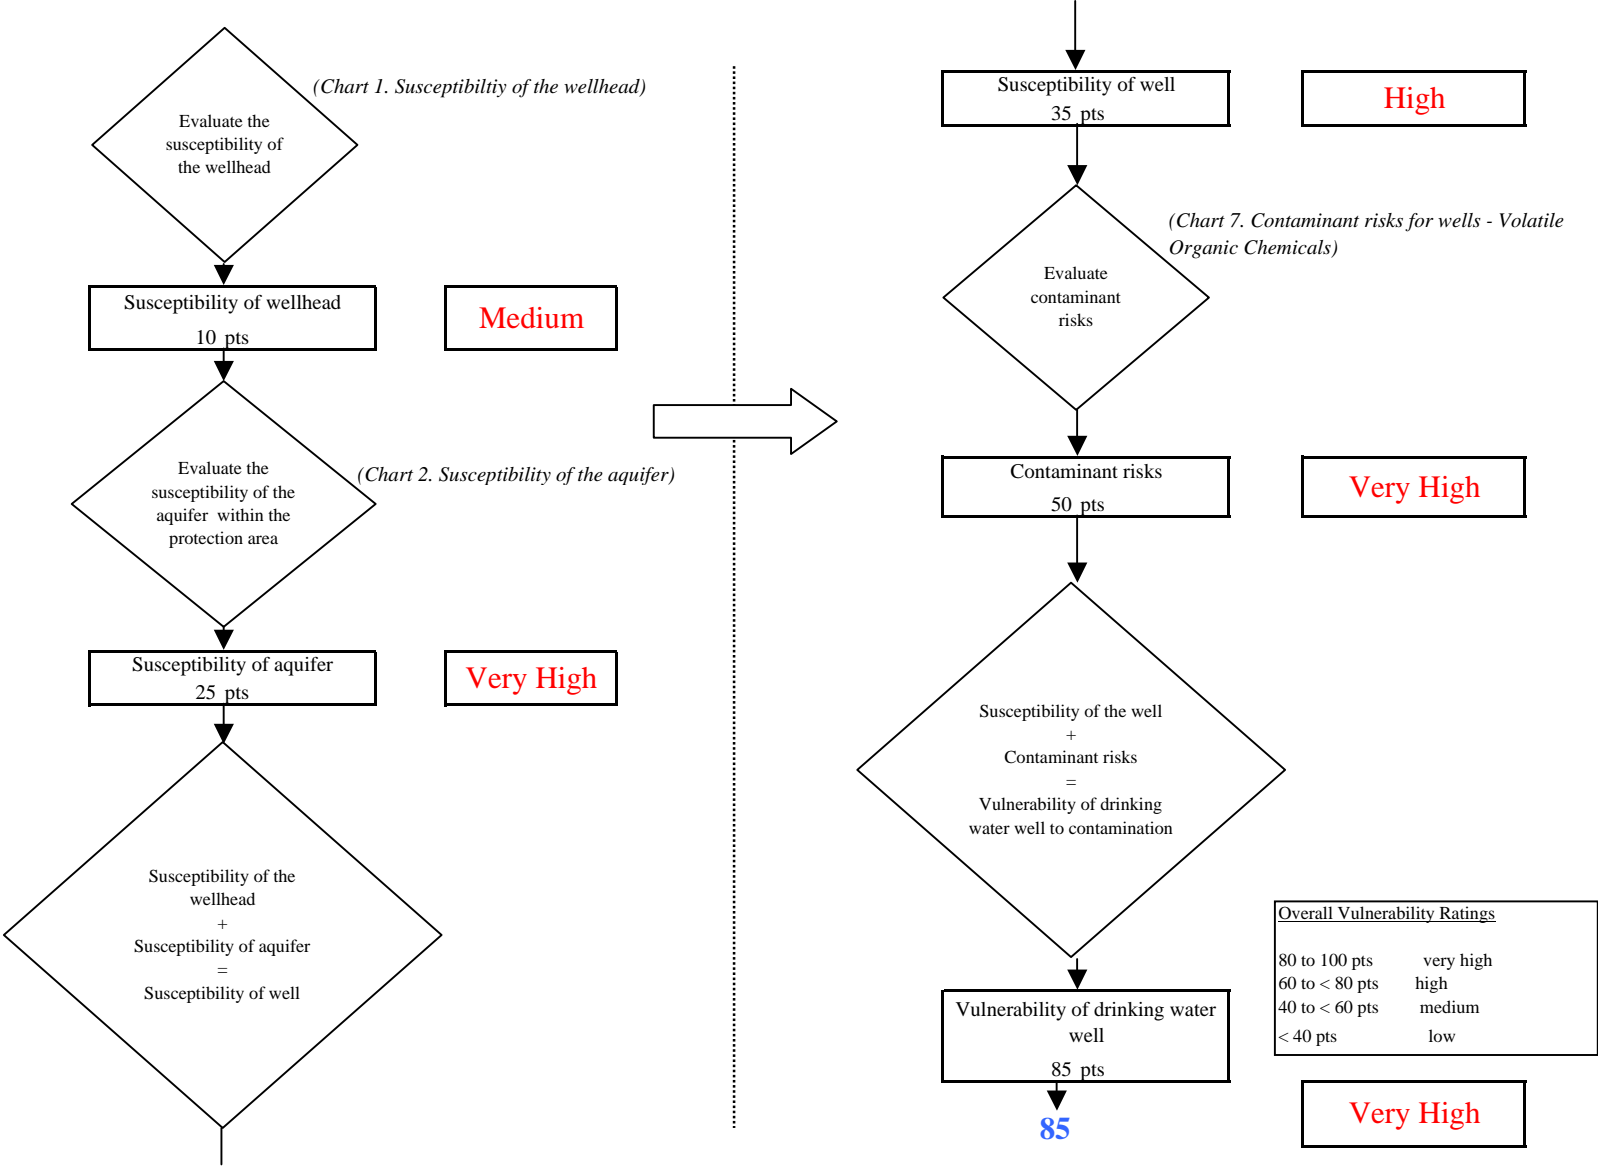 (Chart 1. Susceptibiltiy of the wellhead)
Evaluate the
susceptibility of
the wellhead
Susceptibility of wellhead
10 pts
Medium
Evaluate the
susceptibility of the
aquifer within the
protection area
(Chart 2. Susceptibility of the aquifer)
Susceptibility of aquifer
25 pts
Very High
Susceptibility of the
wellhead
+
Susceptibility of aquifer
=
Susceptibility of well
Susceptibility of well
35 pts
High
(Chart 7. Contaminant risks for wells - Volatile
Organic Chemicals)
Evaluate
contaminant
risks
Contaminant risks
50 pts
Very High
Susceptibility of the well
+
Contaminant risks
=
Vulnerability of drinking
water well to contamination
Overall Vulnerability Ratings
80 to 100 pts very high
60 to < 80 pts high
40 to < 60 pts medium
< 40 pts low
Vulnerability of drinking water
well
85 pts
85
Very High